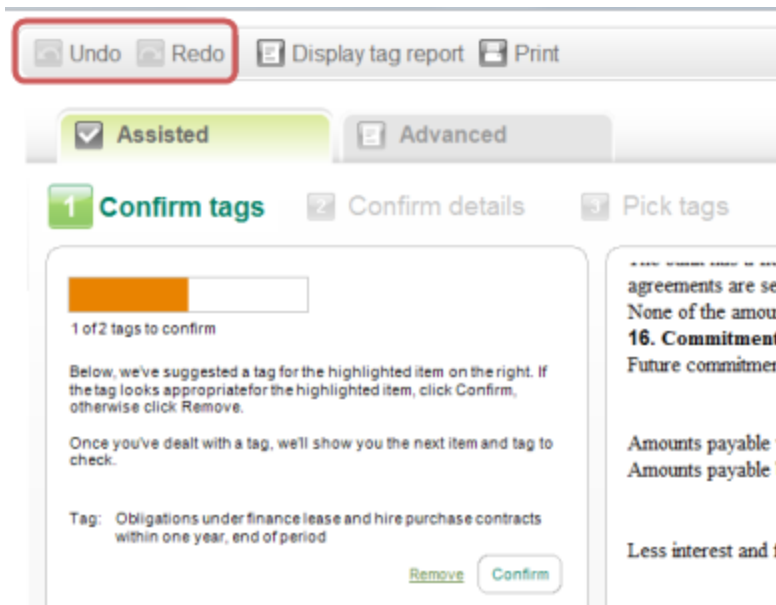 Undo Redo Display tag report Print
Assisted Advanced
1 Confirm tags 2 Confirm details 3 Pick tags
1 of 2 tags to confirm
Below, we've suggested a tag for the highlighted item on the right. If
the tag looks appropriatefor the highlighted item, click Confirm,
otherwise click Remove.
Once you've dealt with a tag, we'll show you the next item and tag to
check.
Tag: Obligations under finance lease and hire purchase contracts
within one year, end of period
Remove Confirm
agreements are se
None of the amou
16. Commitment
Future commitmen
Amounts payable
Amounts payable
Less interest and f